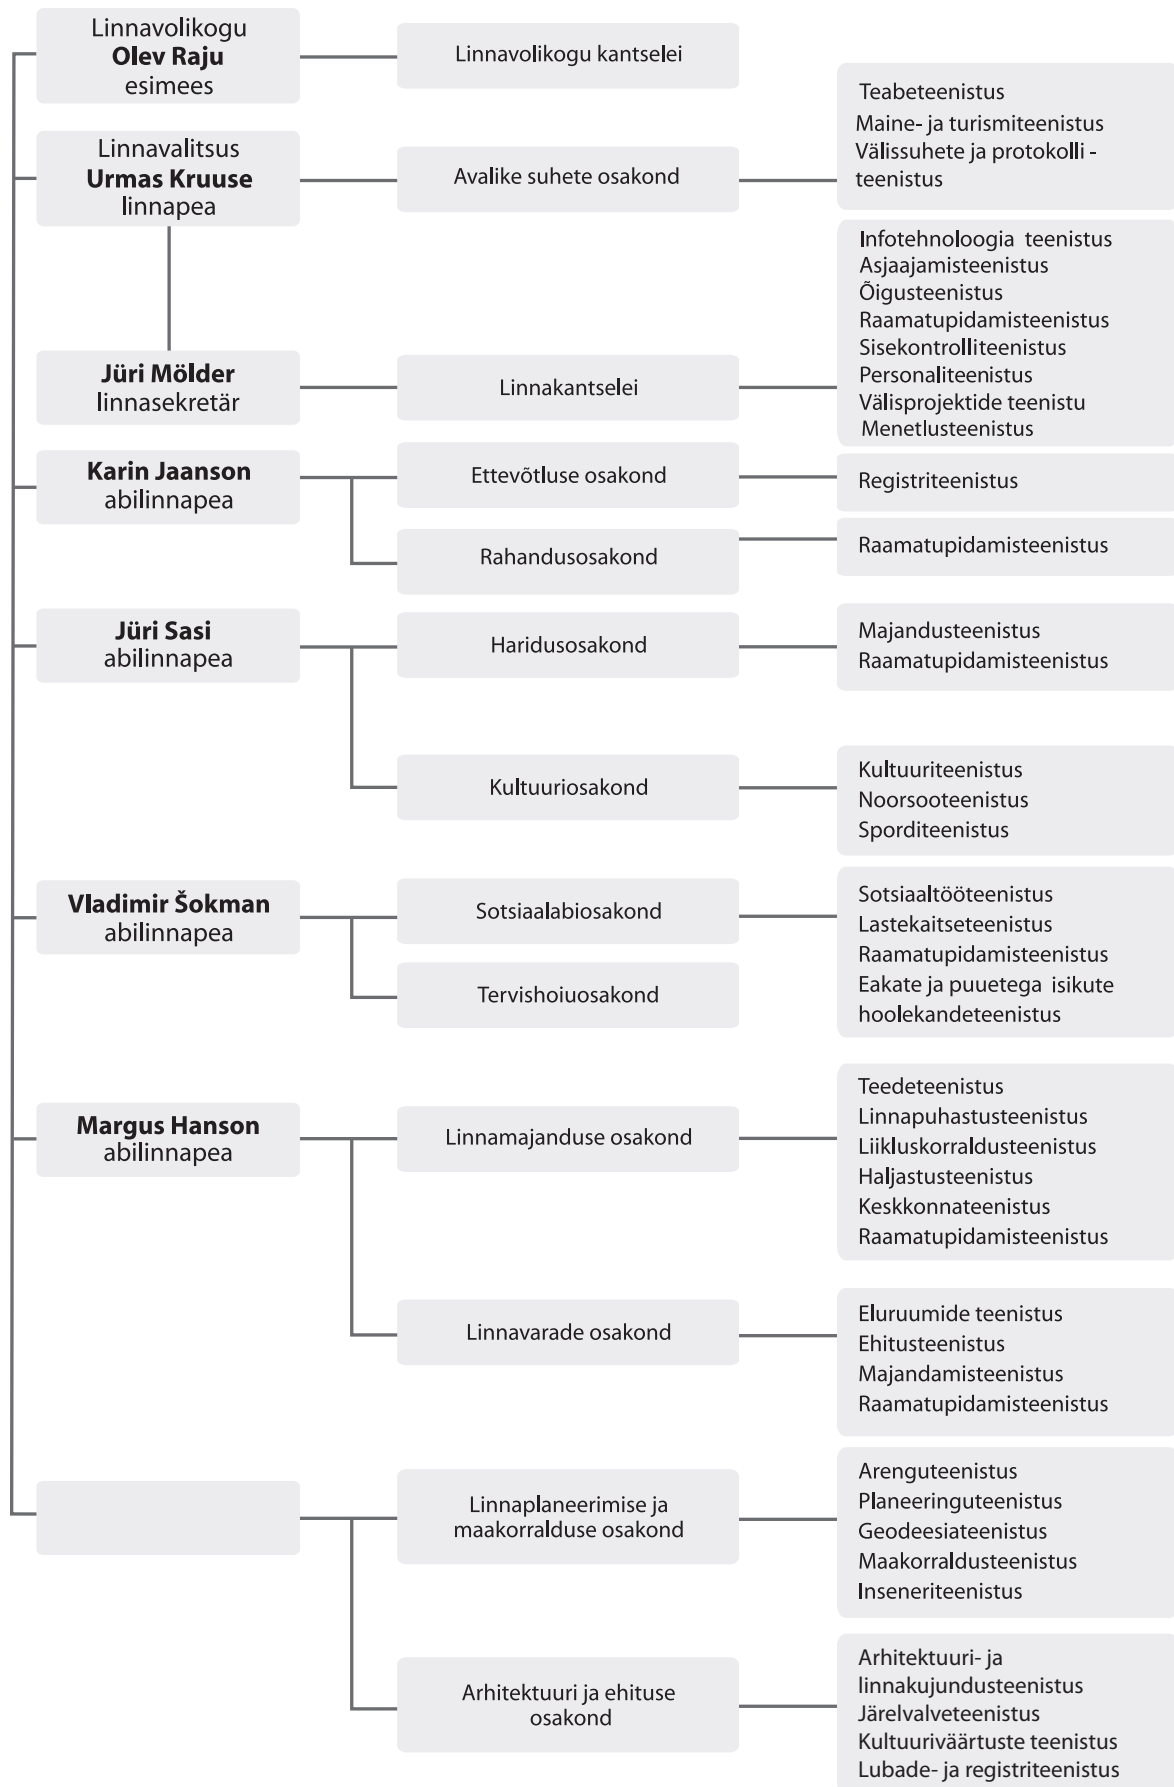 Linnavolikogu
Olev Raju
esimees
Linnavolikogu kantselei
Linnavalitsus
Urmas Kruuse
linnapea
Avalike suhete osakond
Teabeteenistus
Maine- ja turismiteenistus
Välissuhete ja protokolli -
teenistus
Jüri Mölder
linnasekretär
Linnakantselei
Infotehnoloogia teenistus
Asjaajamisteenistus
Õigusteenistus
Raamatupidamisteenistus
Sisekontrolliteenistus
Personaliteenistus
Välisprojektide teenistu
Menetlusteenistus
Karin Jaanson
abilinnapea
Ettevõtluse osakond
Registriteenistus
Rahandusosakond
Raamatupidamisteenistus
Jüri Sasi
abilinnapea
Haridusosakond
Majandusteenistus
Raamatupidamisteenistus
Kultuuriosakond
Kultuuriteenistus
Noorsooteenistus
Sporditeenistus
Vladimir Šokman
abilinnapea
Sotsiaalabiosakond
Sotsiaaltööteenistus
Lastekaitseteenistus
Raamatupidamisteenistus
Eakate ja puuetega isikute
hoolekandeteenistus
Tervishoiuosakond
Margus Hanson
abilinnapea
Linnamajanduse osakond
Teedeteenistus
Linnapuhastusteenistus
Liikluskorraldusteenistus
Haljastusteenistus
Keskkonnateenistus
Raamatupidamisteenistus
Linnavarade osakond
Eluruumide teenistus
Ehitusteenistus
Majandamisteenistus
Raamatupidamisteenistus
Linnaplaneerimise ja
maakorralduse osakond
Arenguteenistus
Planeeringuteenistus
Geodeesiateenistus
Maakorraldusteenistus
Inseneriteenistus
Arhitektuuri ja ehituse
osakond
Arhitektuuri- ja
linnakujundusteenistus
Järelvalveteenistus
Kultuuriväärtuste teenistus
Lubade- ja registriteenistus